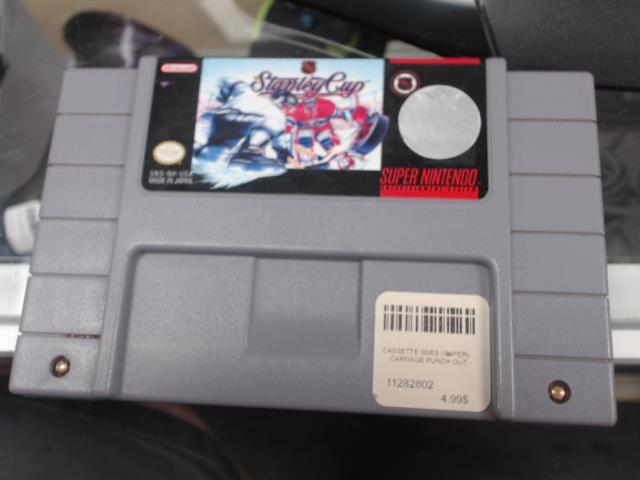 Nintendo
Stanley Cup
SNS-NH-USA
MADE IN JAPAN
SUPER NINTENDO
CASSETTE SNES (SUPER)
CARNAGE PUNCH OUT
11282802
4.99$